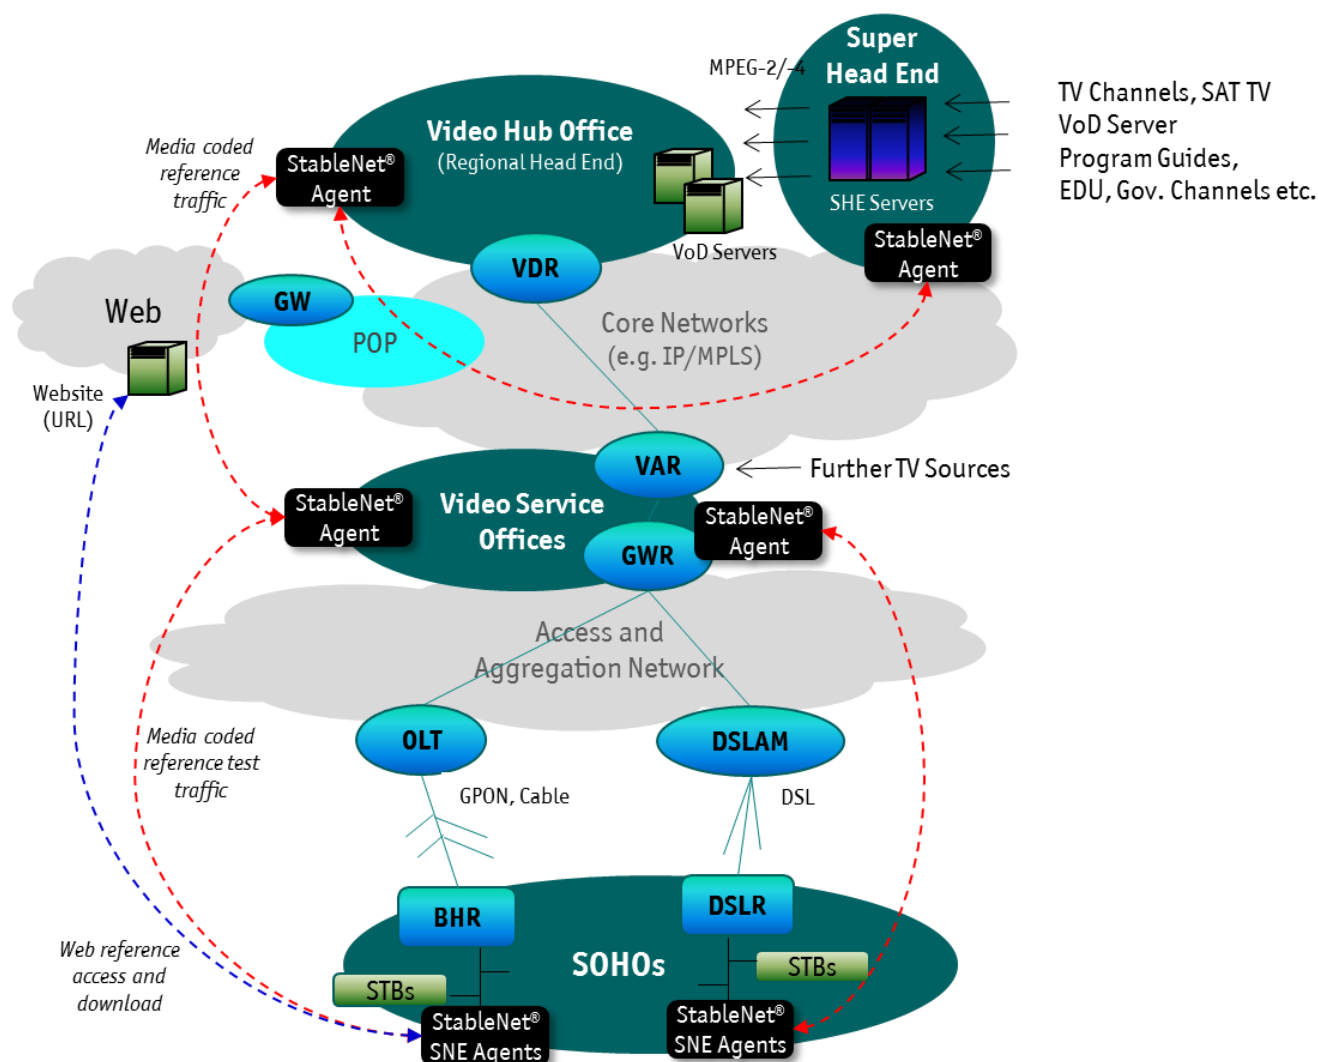 Super
Head End
MPEG-2/-4
SHE Servers
TV Channels, SAT TV
VoD Server
Program Guides,
EDU, Gov. Channels etc.
Video Hub Office
(Regional Head End)
Media coded
reference
traffic
StableNet®
Agent
VoD Servers
StableNet®
Agent
VDR
GW
Web
POP
Core Networks
(e.g. IP/MPLS)
Website
(URL)
VAR
Further TV Sources
StableNet®
Agent
Video Service
Offices
StableNet®
Agent
GWR
Access and
Aggregation Network
OLT
DSLAM
Media coded
reference test
traffic
GPON, Cable
DSL
BHR
DSLR
Web reference
access and
download
SOHOs
STBs
STBs
StableNet®
SNE Agents
StableNet®
SNE Agents